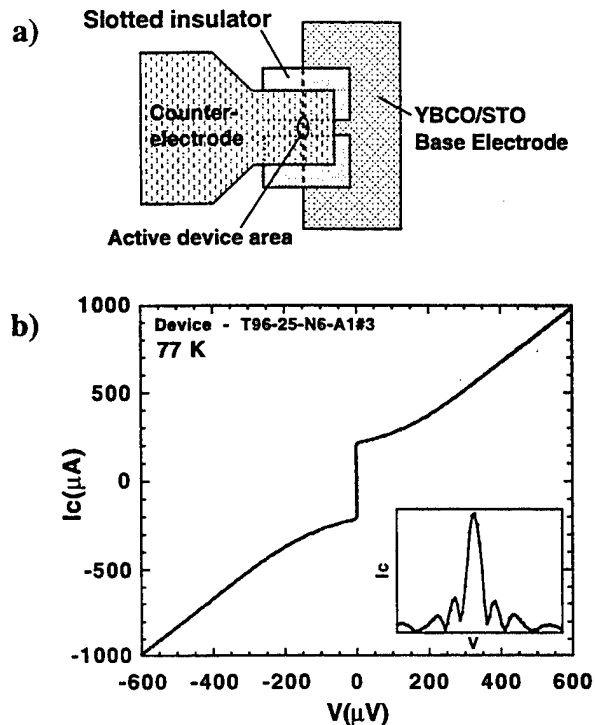 a)
Slotted insulator
Counter-
electrode
YBCO/STO
Base Electrode
Active device area
b)
Device - T96-25-N6-A1#3
77 K
1000
500
0
-500
-1000
Ic(μA)
Ic
V
-600 -400 -200 0 200 400 600
V(μV)